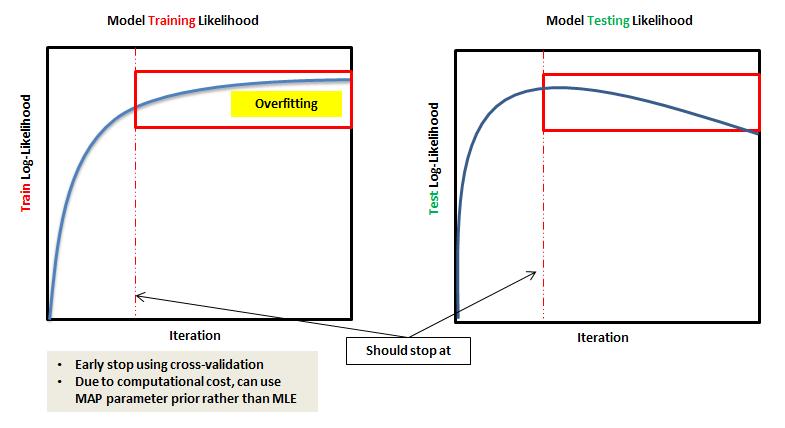 Model Training Likelihood
Model Testing Likelihood
Train Log-Likelihood
Overfitting
Test Log-Likelihood
Iteration
Iteration
Should stop at
• Early stop using cross-validation
• Due to computational cost, can use
MAP parameter prior rather than MLE